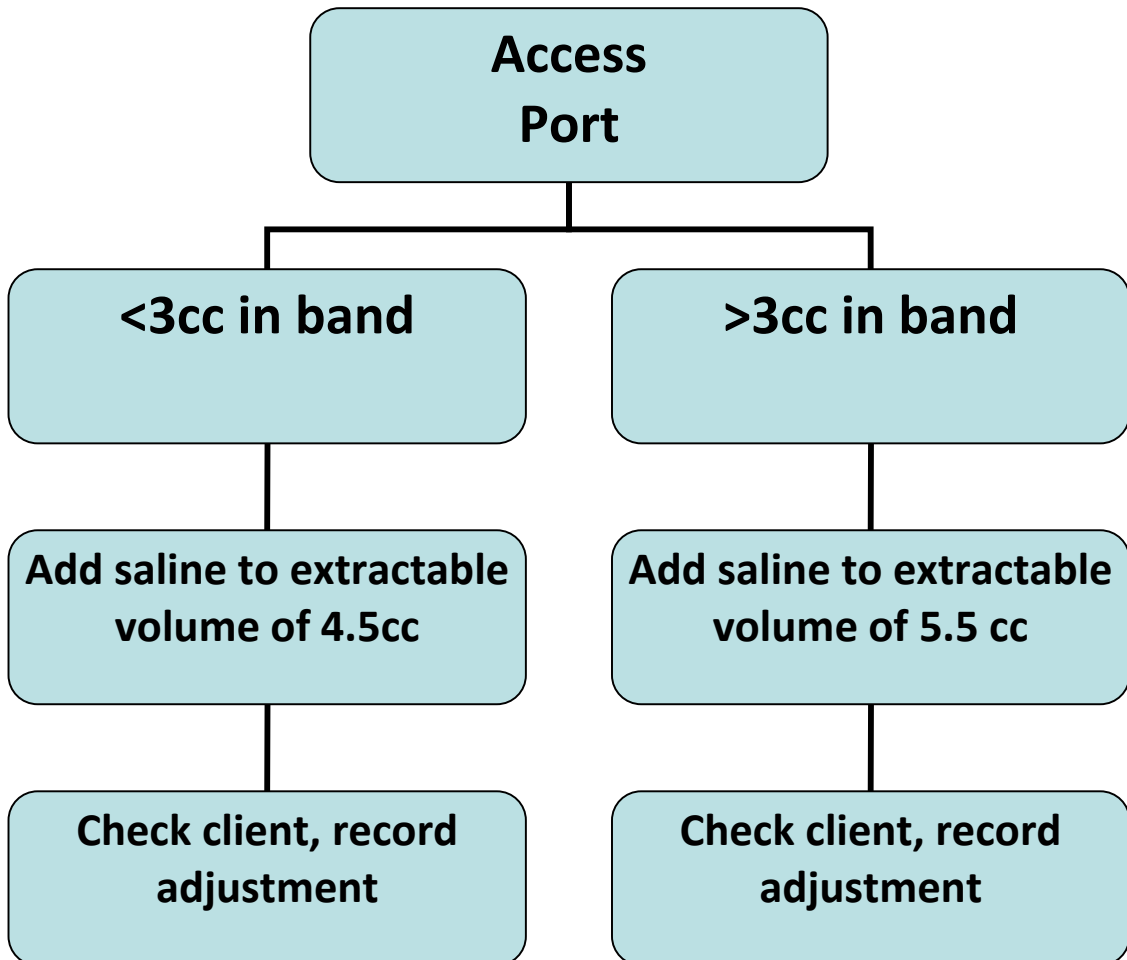 Access
Port
<3cc in band
>3cc in band
Add saline to extractable
volume of 4.5cc
Add saline to extractable
volume of 5.5 cc
Check client, record
adjustment
Check client, record
adjustment